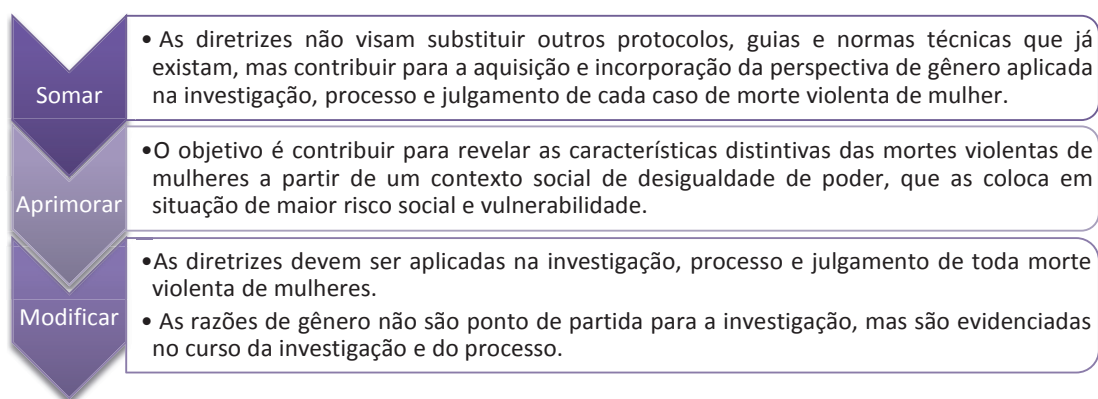 Somar
• As diretrizes não visam substituir outros protocolos, guias e normas técnicas que já
existam, mas contribuir para a aquisição e incorporação da perspectiva de gênero aplicada
na investigação, processo e julgamento de cada caso de morte violenta de mulher.
Aprimorar
•O objetivo é contribuir para revelar as características distintivas das mortes violentas de
mulheres a partir de um contexto social de desigualdade de poder, que as coloca em
situação de maior risco social e vulnerabilidade.
Modificar
•As diretrizes devem ser aplicadas na investigação, processo e julgamento de toda morte
violenta de mulheres.
• As razões de gênero não são ponto de partida para a investigação, mas são evidenciadas
no curso da investigação e do processo.